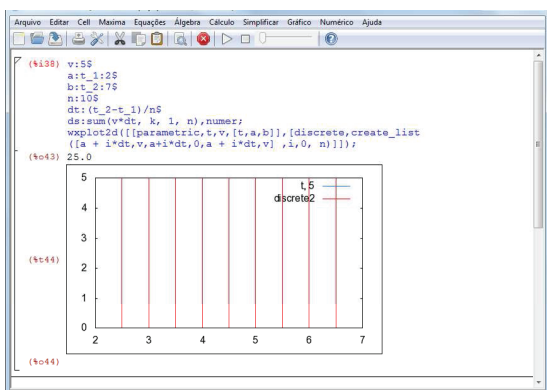 Arquivo Editar Cell Maxima Equações Álgebra Cálculo Simplificar Gráfico Numérico Ajuda
(%i38) v:5$
a:t_1:2$
b:t_2:7$
n:10$
dt:(t_2-t_1)/n$
ds:sum(v*dt, k, 1, n),numer;
wxplot2d([[parametric,t,v,[t,a,b]],[discrete,create_list
([a + i*dt,v,a+i*dt,0,a + i*dt,v] ,i,0, n)]]);
(%o43) 25.0
t, 5
discrete2
5
4
3
2
1
0
2 3 4 5 6 7
(%t44)
(%o44)